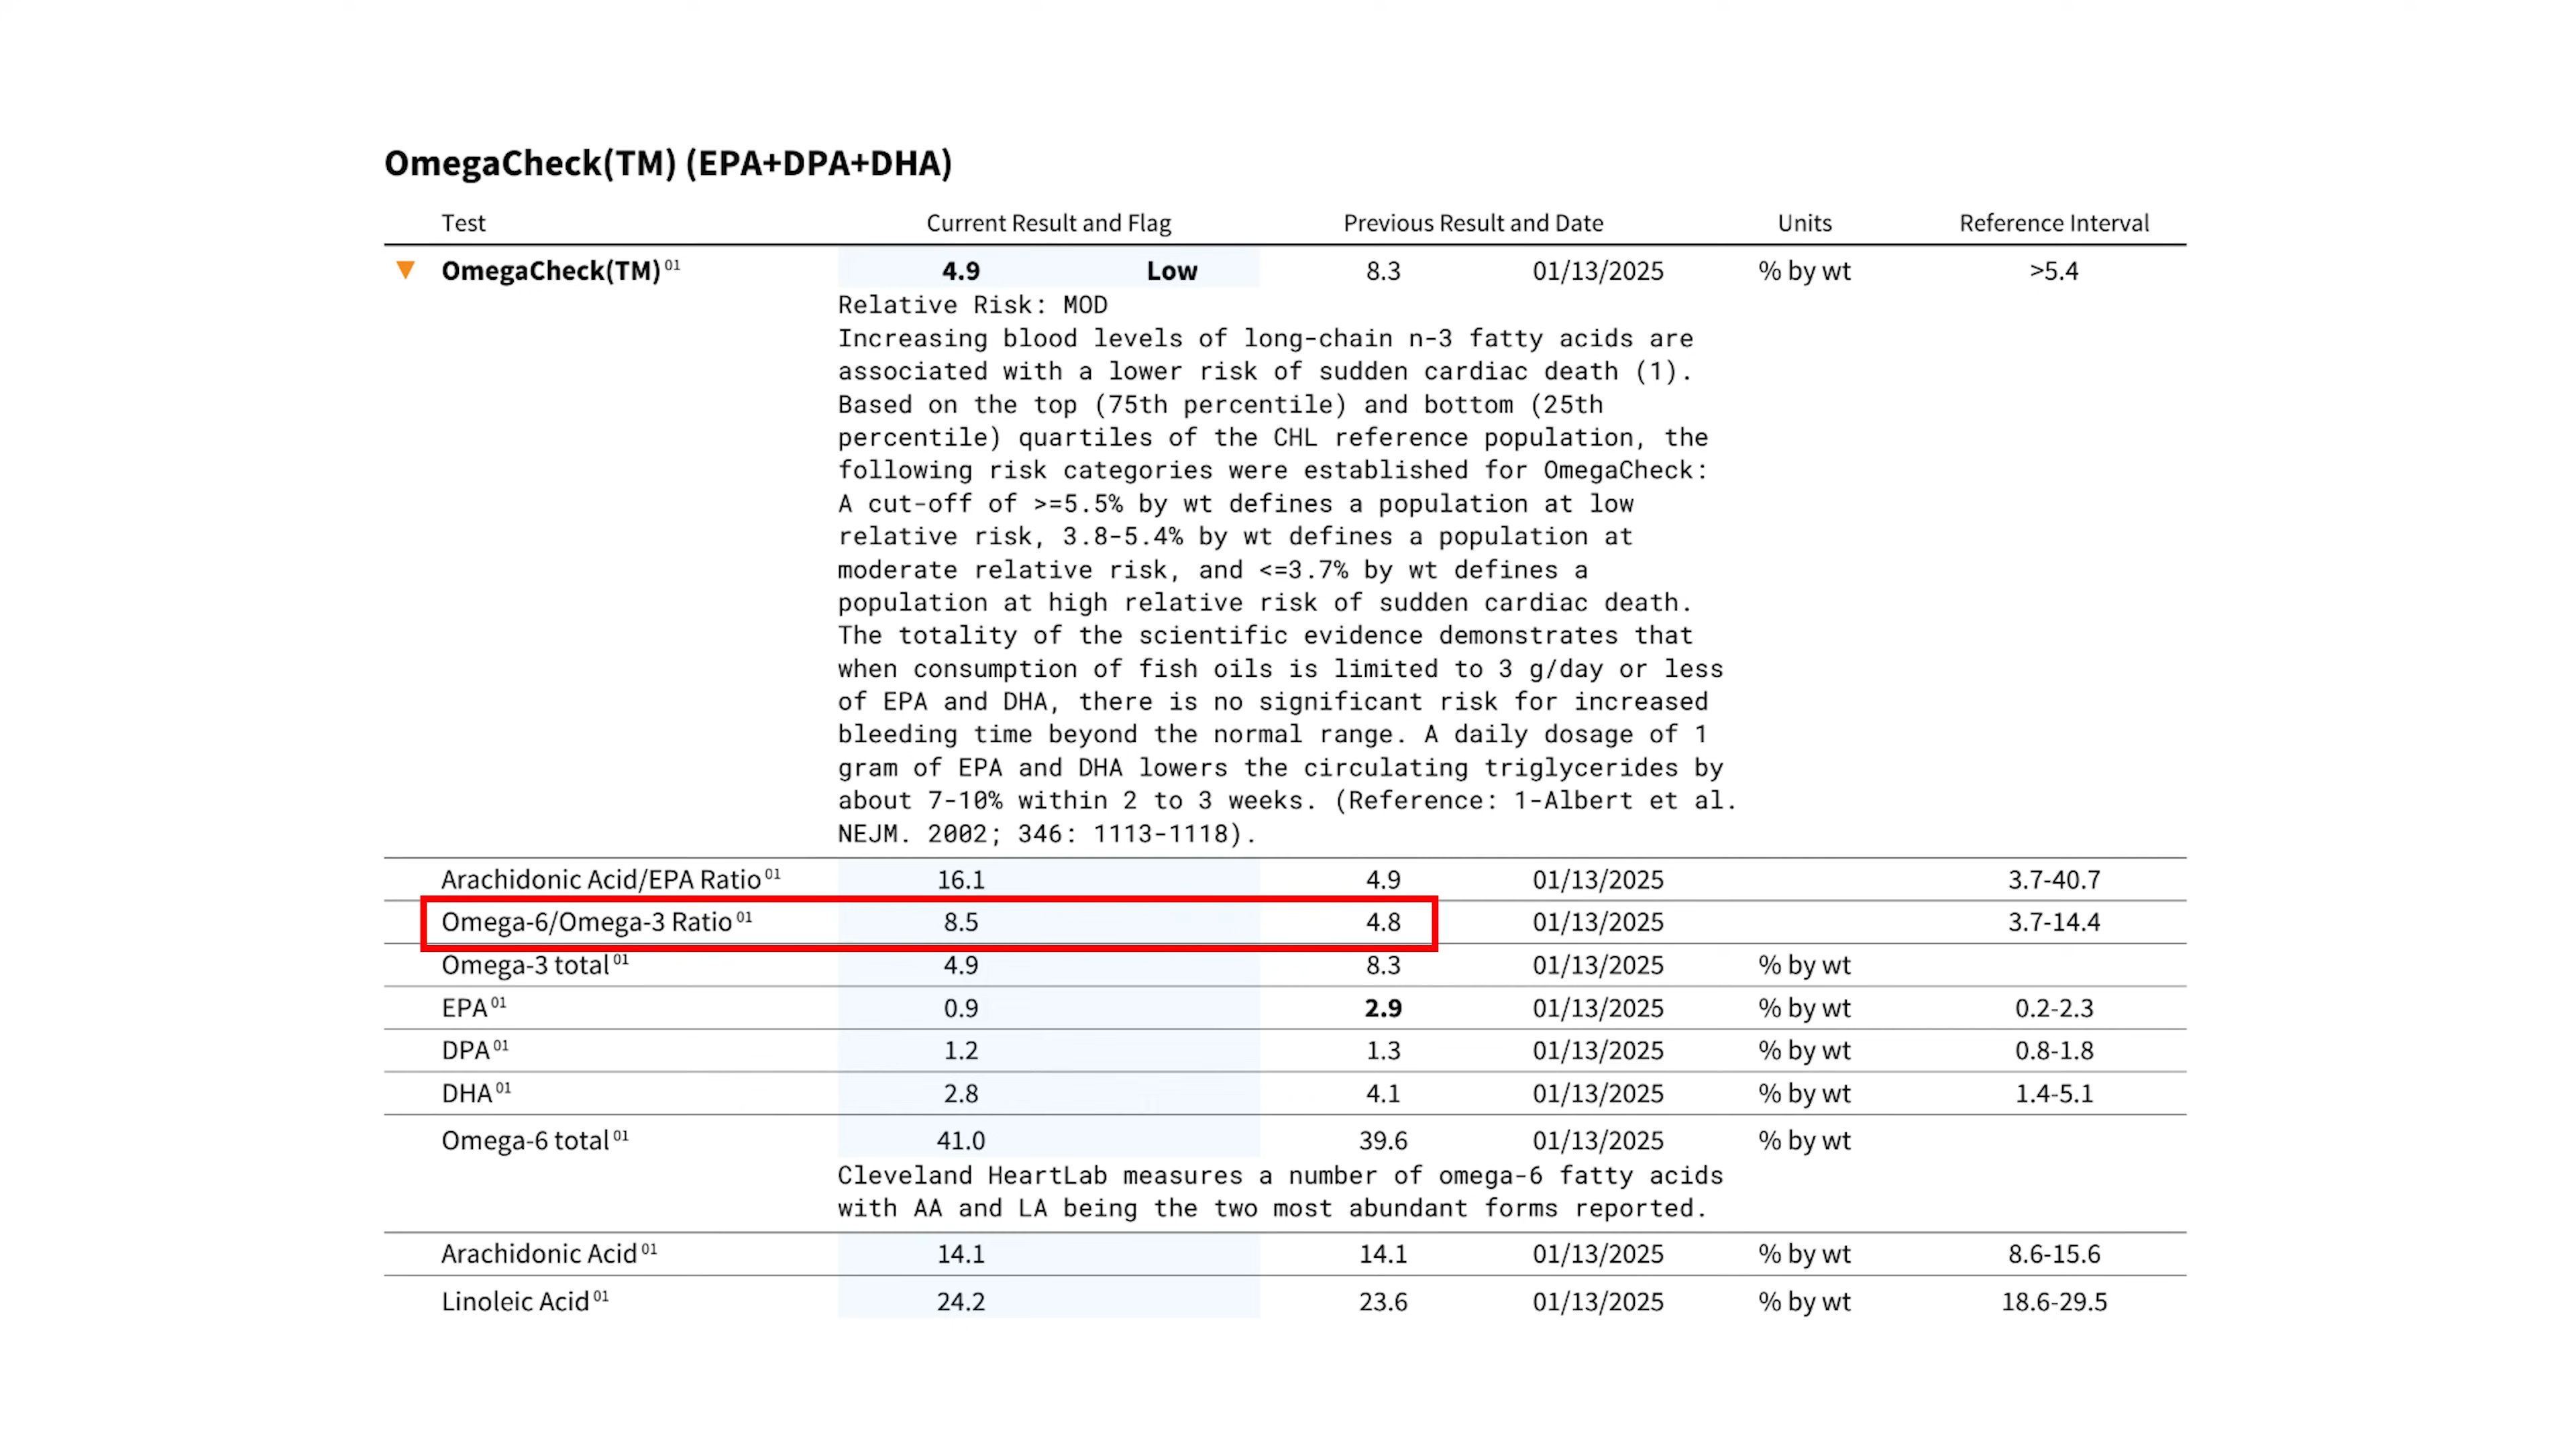 OmegaCheck(TM) (EPA+DPA+DHA)
Test Current Result and Flag Previous Result and Date Units Reference Interval
OmegaCheck(TM) 01 4.9 Low 8.3 01/13/2025 % by wt >5.4
Relative Risk: MOD
Increasing blood levels of long-chain n-3 fatty acids are
associated with a lower risk of sudden cardiac death (1).
Based on the top (75th percentile) and bottom (25th
percentile) quartiles of the CHL reference population, the
following risk categories were established for OmegaCheck:
A cut-off of >=5.5% by wt defines a population at low
relative risk, 3.8-5.4% by wt defines a population at
moderate relative risk, and <=3.7% by wt defines a
population at high relative risk of sudden cardiac death.
The totality of the scientific evidence demonstrates that
when consumption of fish oils is limited to 3 g/day or less
of EPA and DHA, there is no significant risk for increased
bleeding time beyond the normal range. A daily dosage of 1
gram of EPA and DHA lowers the circulating triglycerides by
about 7-10% within 2 to 3 weeks. (Reference: 1-Albert et al.
NEJM. 2002; 346: 1113-1118).
Arachidonic Acid/EPA Ratio 01 16.1 4.9 01/13/2025 3.7-40.7
Omega-6/Omega-3 Ratio 01 8.5 4.8 01/13/2025 3.7-14.4
Omega-3 total 01 4.9 8.3 01/13/2025 % by wt
EPA 01 0.9 2.9 01/13/2025 % by wt 0.2-2.3
DPA 01 1.2 1.3 01/13/2025 % by wt 0.8-1.8
DHA 01 2.8 4.1 01/13/2025 % by wt 1.4-5.1
Omega-6 total 01 41.0 39.6 01/13/2025 % by wt
Cleveland HeartLab measures a number of omega-6 fatty acids
with AA and LA being the two most abundant forms reported.
Arachidonic Acid 01 14.1 14.1 01/13/2025 % by wt 8.6-15.6
Linoleic Acid 01 24.2 23.6 01/13/2025 % by wt 18.6-29.5